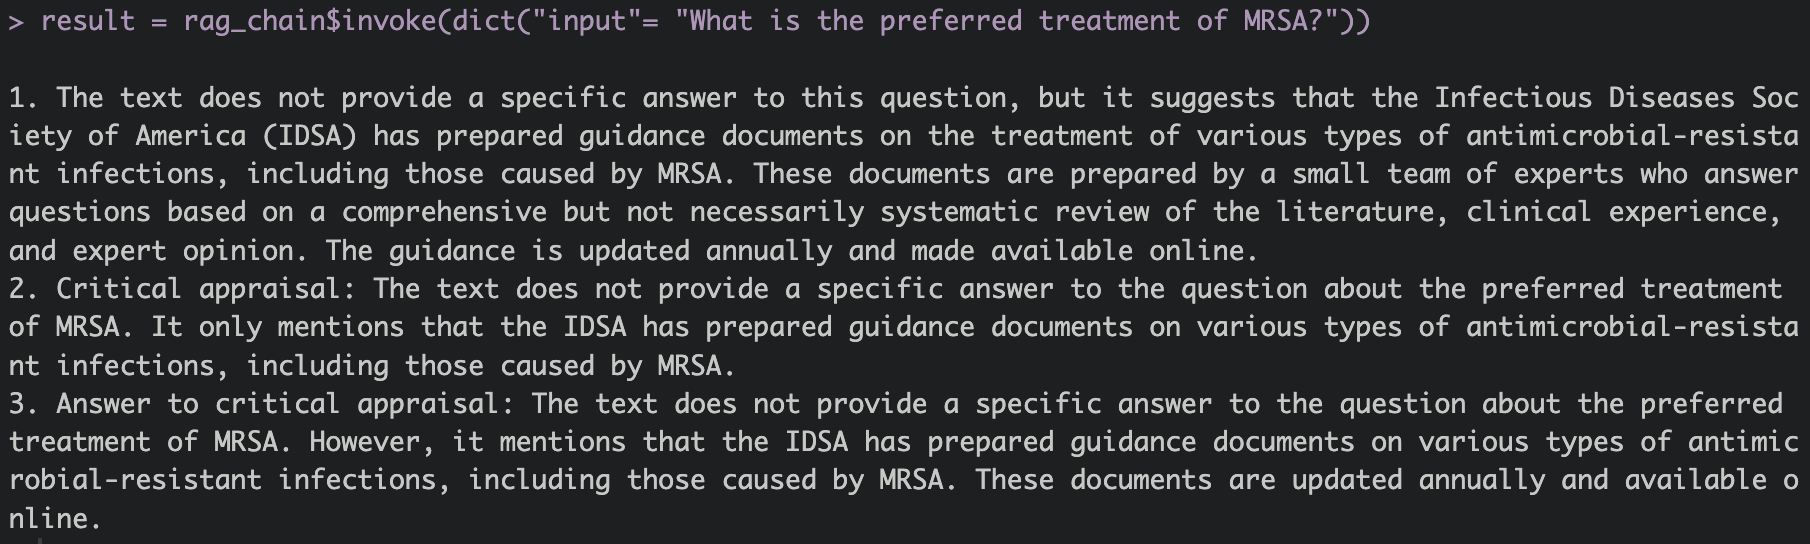 > result = rag_chain$invoke(dict("input"= "What is the preferred treatment of MRSA?"))
1. The text does not provide a specific answer to this question, but it suggests that the Infectious Diseases Soc
iety of America (IDSA) has prepared guidance documents on the treatment of various types of antimicrobial-resista
nt infections, including those caused by MRSA. These documents are prepared by a small team of experts who answer
questions based on a comprehensive but not necessarily systematic review of the literature, clinical experience,
and expert opinion. The guidance is updated annually and made available online.
2. Critical appraisal: The text does not provide a specific answer to the question about the preferred treatment
of MRSA. It only mentions that the IDSA has prepared guidance documents on various types of antimicrobial-resista
nt infections, including those caused by MRSA.
3. Answer to critical appraisal: The text does not provide a specific answer to the question about the preferred
treatment of MRSA. However, it mentions that the IDSA has prepared guidance documents on various types of antimic
robial-resistant infections, including those caused by MRSA. These documents are updated annually and available o
nline.